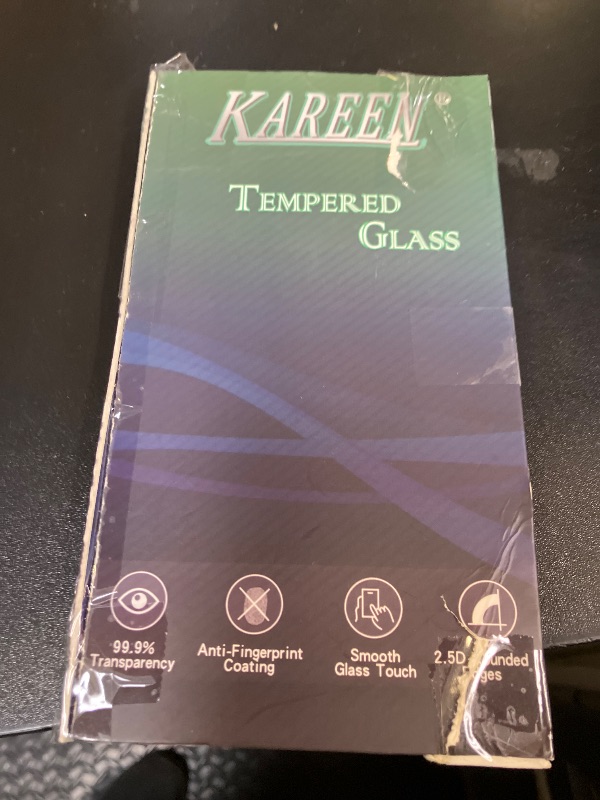 KAREEN®
TEMPERED
GLASS
99.9%
Transparency
Anti-Fingerprint
Coating
Smooth
Glass Touch
2.5D